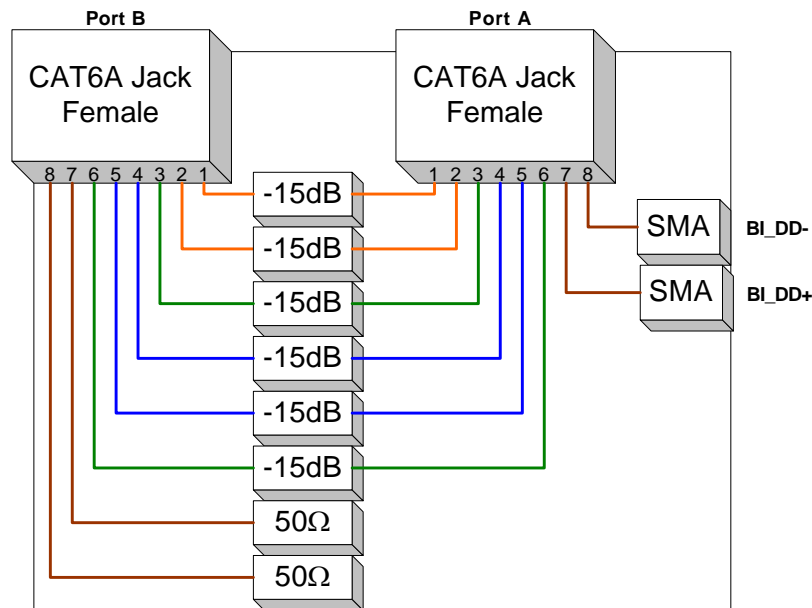 Port B
Port A
CAT6A Jack
Female
CAT6A Jack
Female
8 7 6 5 4 3 2 1
1 2 3 4 5 6 7 8
-15dB
-15dB
-15dB
-15dB
-15dB
-15dB
50Ω
50Ω
SMA
BI_DD-
SMA
BI_DD+